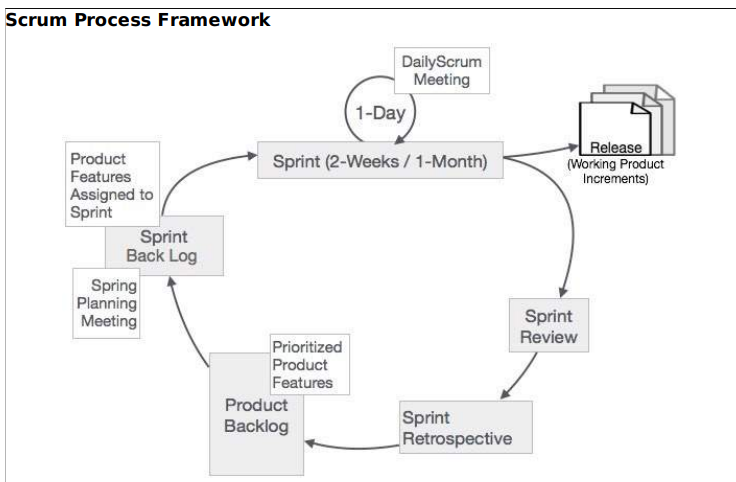 Scrum Process Framework
DailyScrum
Meeting
1-Day
Sprint (2-Weeks / 1-Month)
Release
(Working Product
Increments)
Product
Features
Assigned to
Sprint
Sprint
Back Log
Spring
Planning
Meeting
Sprint
Review
Prioritized
Product
Features
Product
Backlog
Sprint
Retrospective